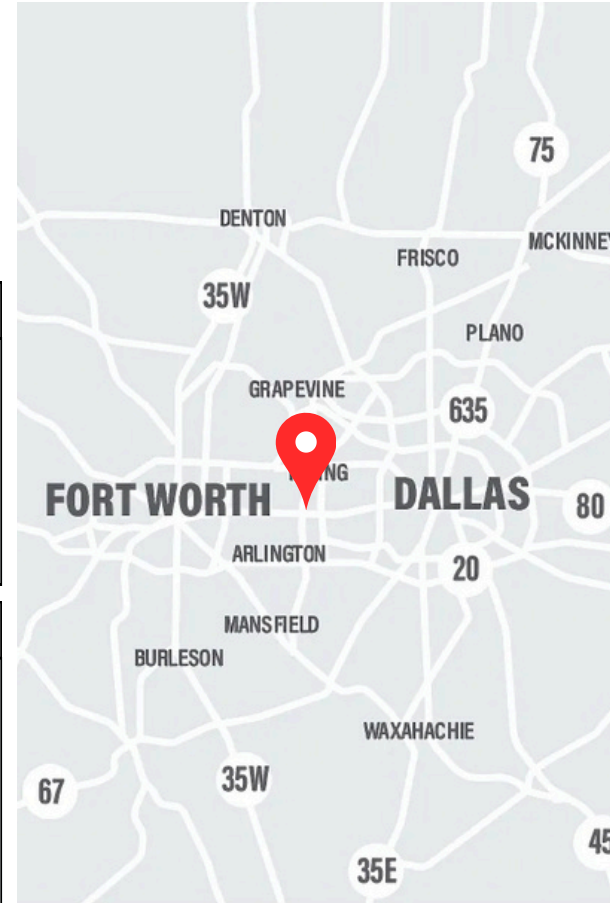 75
DENTON
MCKINNEY
FRISCO
35W
PLANO
GRAPEVINE
635
FORT WORTH
DALLAS
80
ARLINGTON
20
MANSFIELD
BURLESON
WAXAHACHIE
67
35W
45
35E